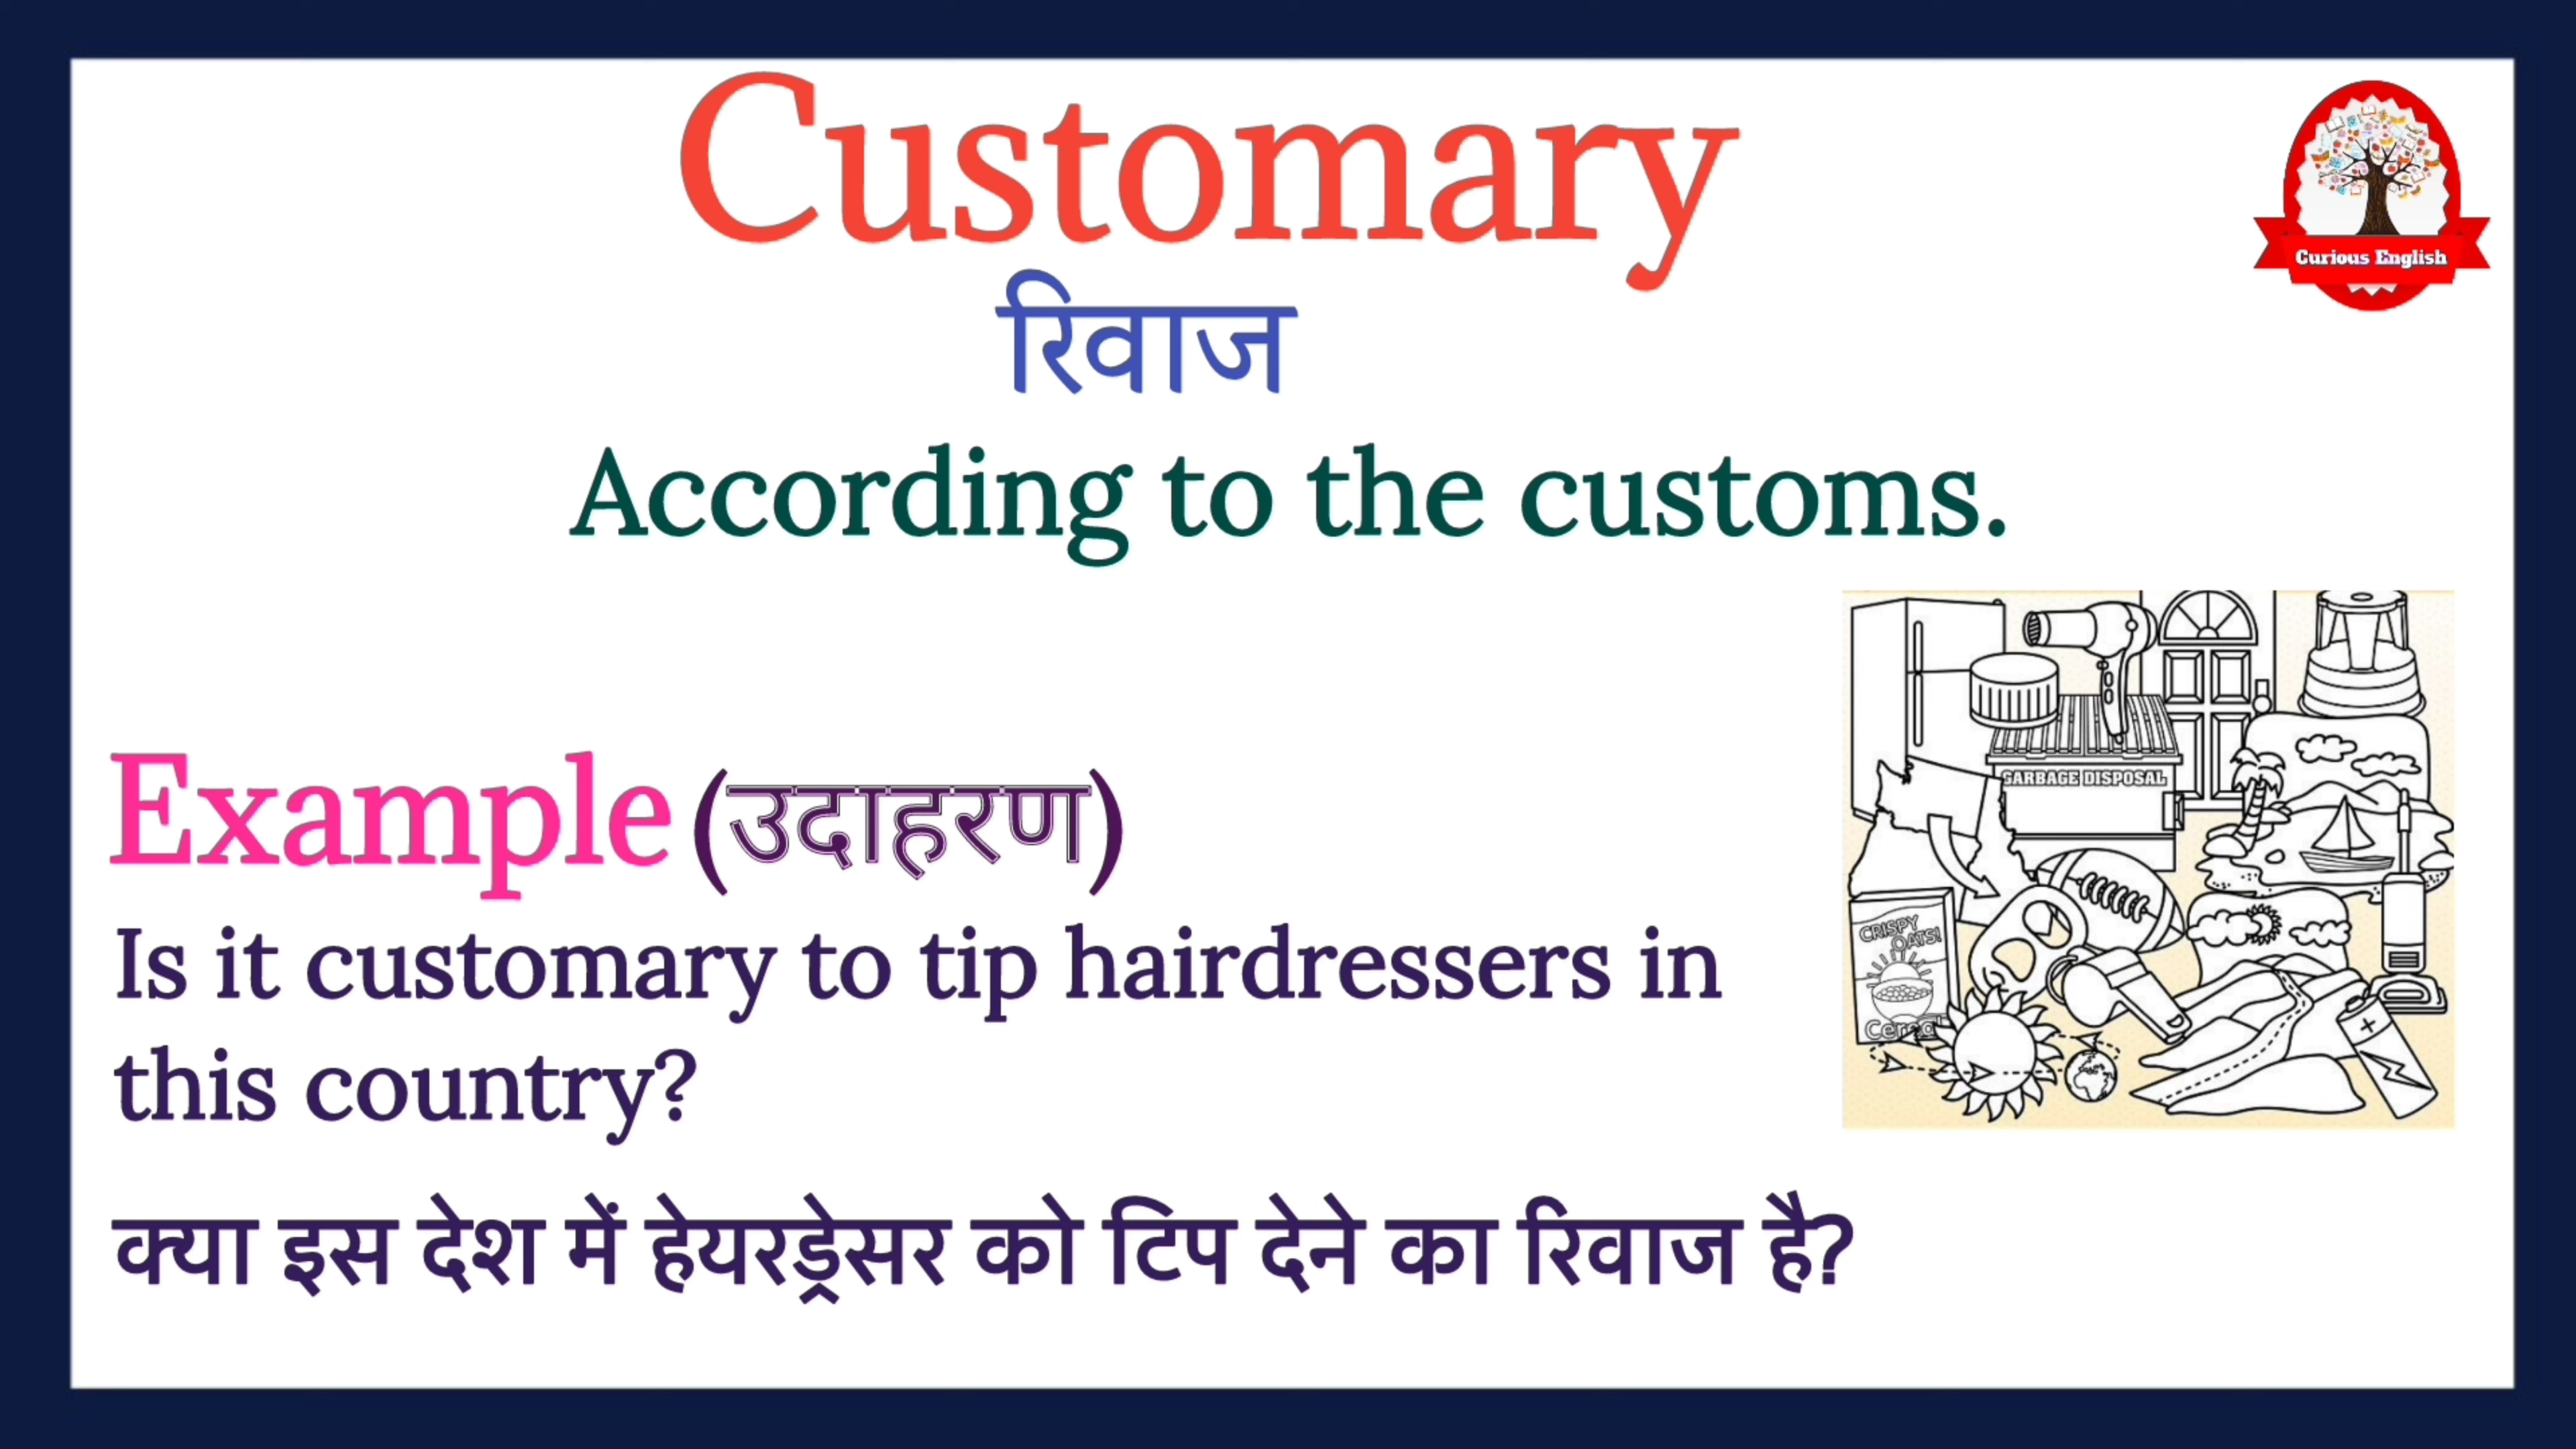 Customary
Curious English
रिवाज
According to the customs.
GARBAGE DISPOSAL
Example (उदाहरण)
CRISPY
OATS!
Cereal
Is it customary to tip hairdressers in
this country?
क्या इस देश में हेयरड्रेसर को टिप देने का रिवाज है?